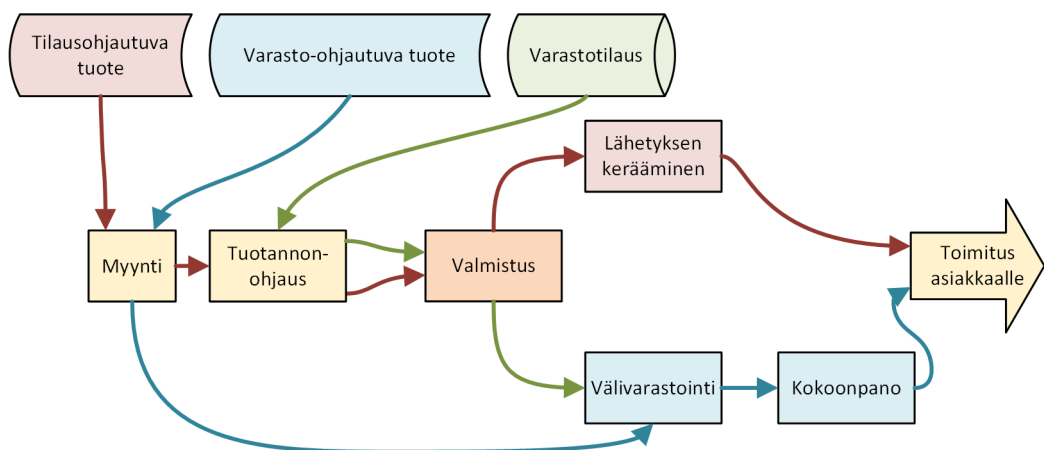 Tilausohjautuva
tuote
Varasto-ohjautuva tuote
Varastotilaus
Lähetyksen
kerääminen
Myynti
Tuotannon-
ohjaus
Valmistus
Toimitus
asiakkaalle
Välivarastointi
Kokoonpano